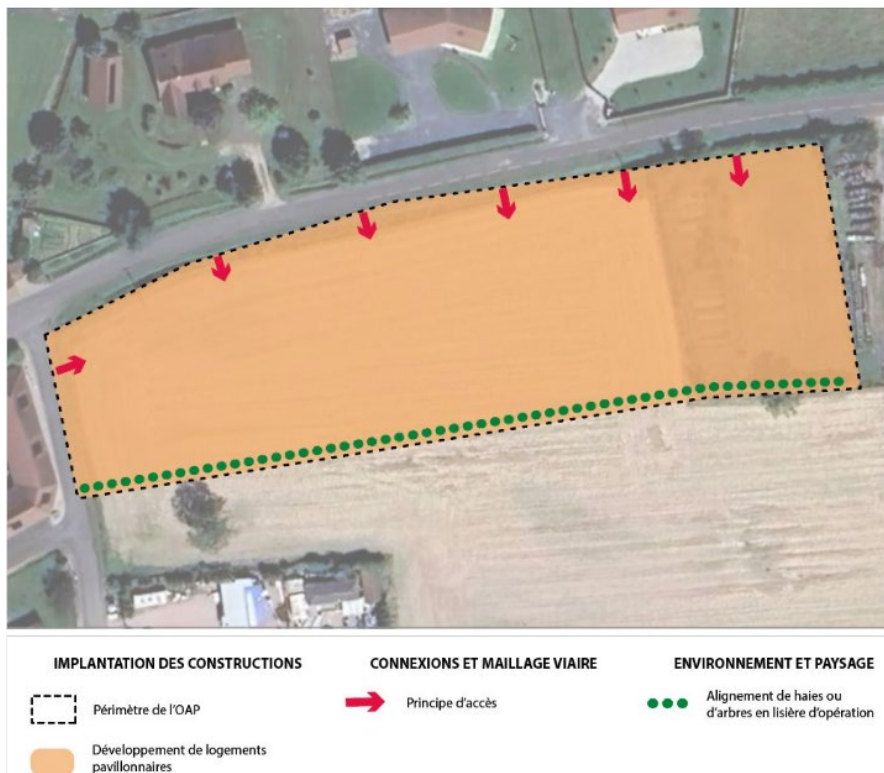 IMPLANTATION DES CONSTRUCTIONS
Périmètre de l'OAP
Développement de logements
pavillonnaires
CONNEXIONS ET MAILLAGE VIAIRE
Principe d'accès
ENVIRONNEMENT ET PAYSAGE
Alignement de haies ou
d'arbres en lisière d'opération